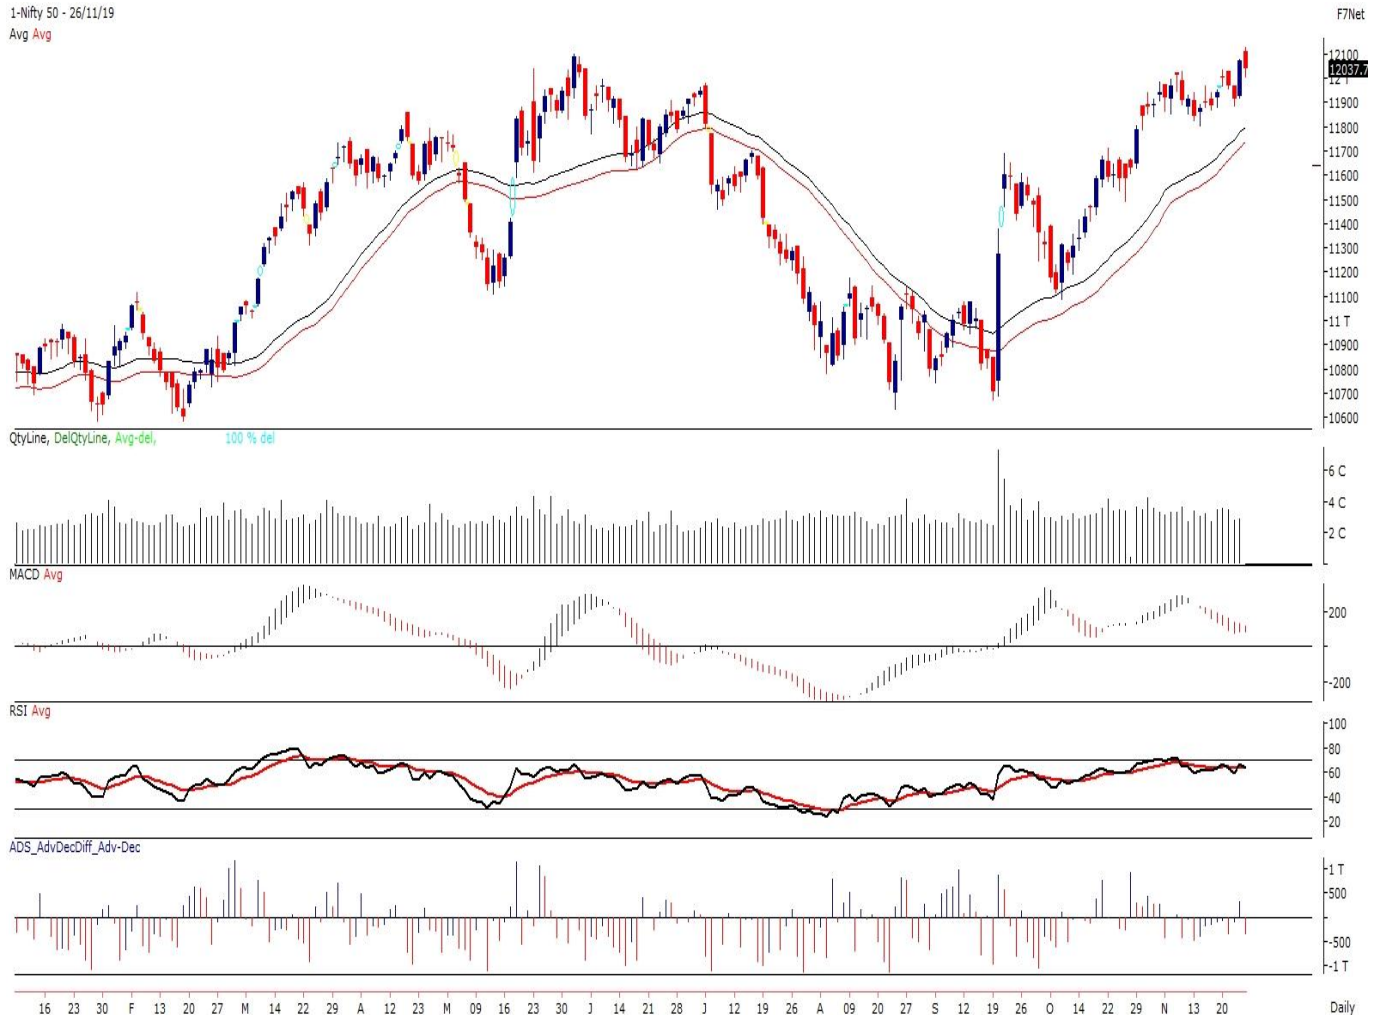 1-Nifty 50 - 26/11/19
F7Net
Avg Avg
12100
12037.7
12 T
11900
11800
11700
11600
11500
11400
11300
11200
11100
11 T
10900
10800
10700
10600
QtyLine, DelQtyLine, Avg-del, 100 % del
6 C
4 C
2 C
MACD Avg
200
-200
RSI Avg
100
80
60
40
20
ADS_AdvDecDiff_Adv-Dec
1 T
500
-500
-1 T
16 23 30 F 13 20 27 M 14 22 29 A 12 23 M 09 16 23 30 J 14 21 28 J 12 19 26 A 09 20 27 S 12 19 26 O 14 22 29 N 13 20 Daily